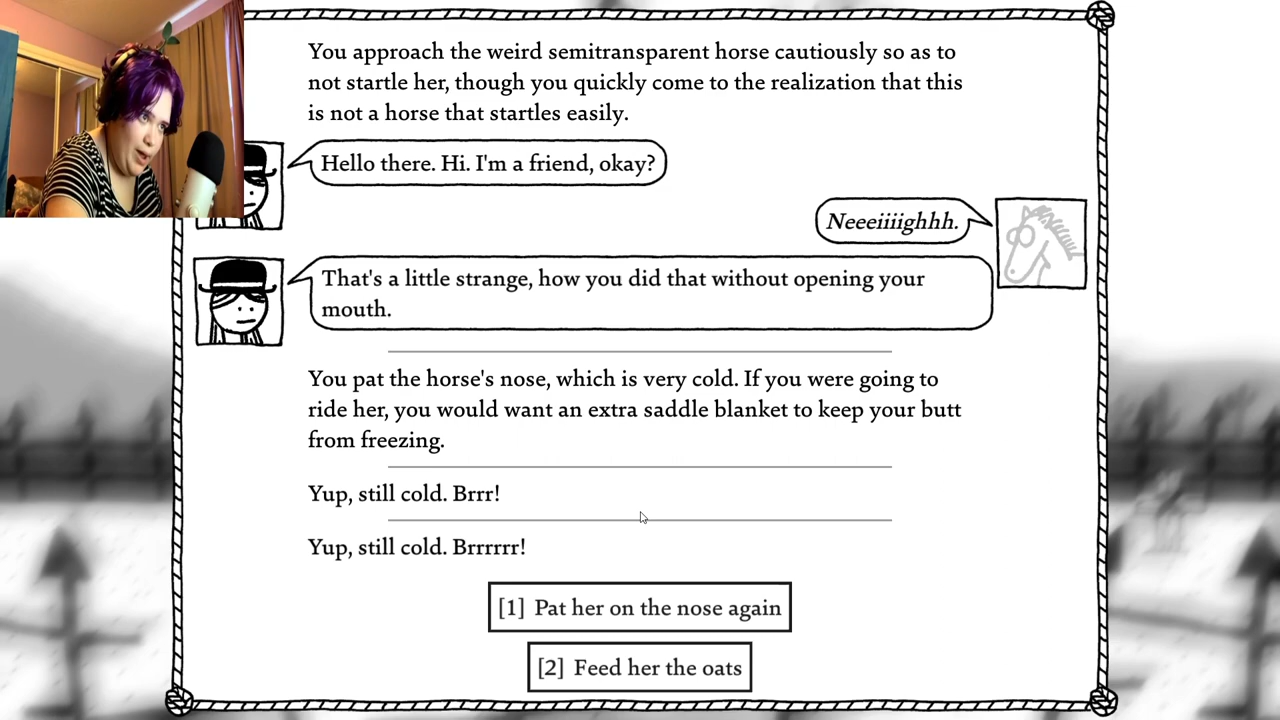 You approach the weird semitransparent horse cautiously so as to
not startle her, though you quickly come to the realization that this
is not a horse that startles easily.
Hello there. Hi. I'm a friend, okay?
Neeeiiiighhh.
That's a little strange, how you did that without opening your
mouth.
You pat the horse's nose, which is very cold. If you were going to
ride her, you would want an extra saddle blanket to keep your butt
from freezing.
Yup, still cold. Brrr!
Yup, still cold. Brrrrrr!
[1] Pat her on the nose again
[2] Feed her the oats